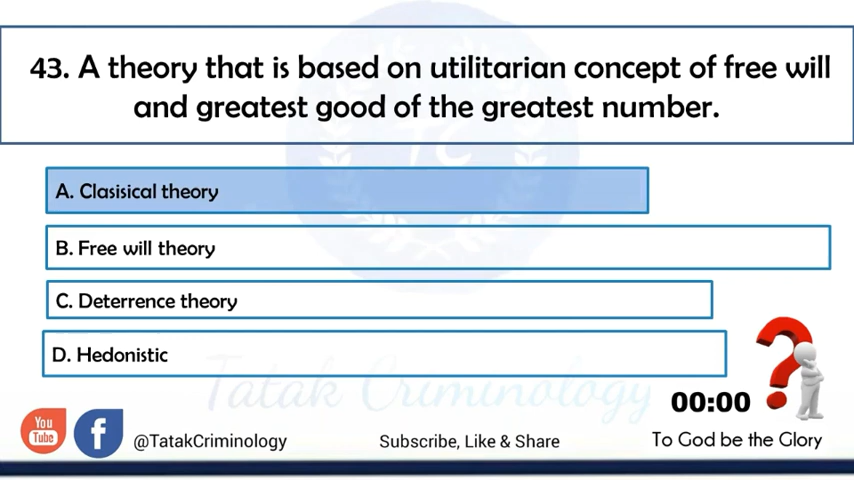 43. A theory that is based on utilitarian concept of free will
and greatest good of the greatest number.
TC
A. Clasisical theory
B. Free will theory
C. Deterrence theory
D. Hedonistic
Tatak Criminology
00:00
You
Tube
f
@TatakCriminology
Subscribe, Like & Share
To God be the Glory